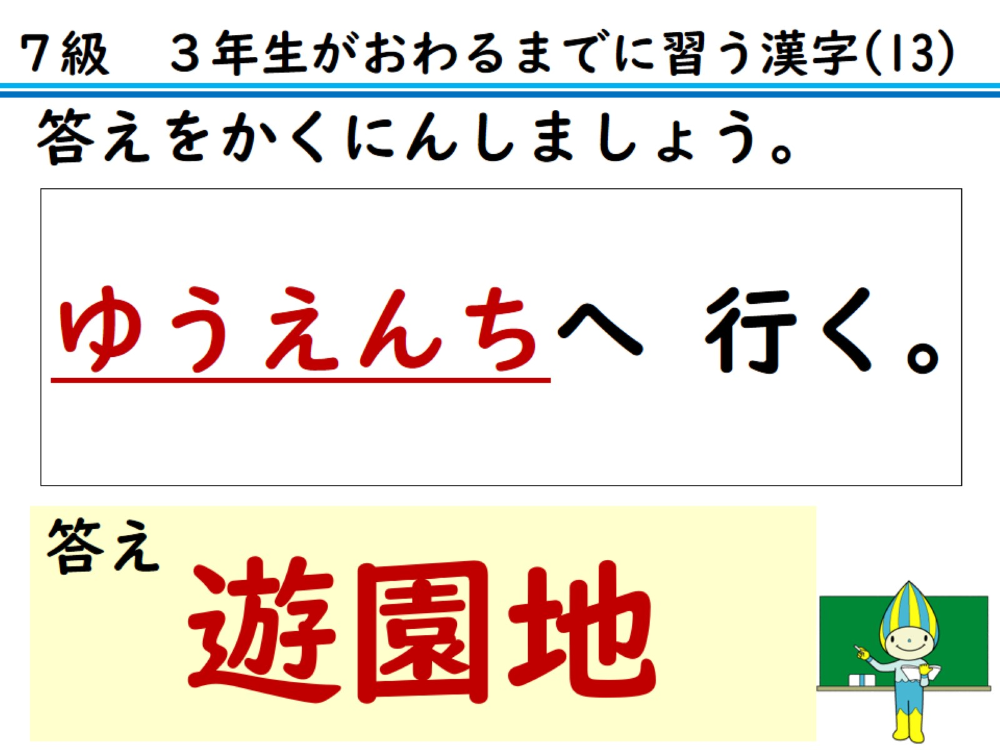 ７級　３年生がおわるまでに習う漢字(13)
答えをかくにんしましょう。
ゆうえんちへ 行く。
答え
遊園地